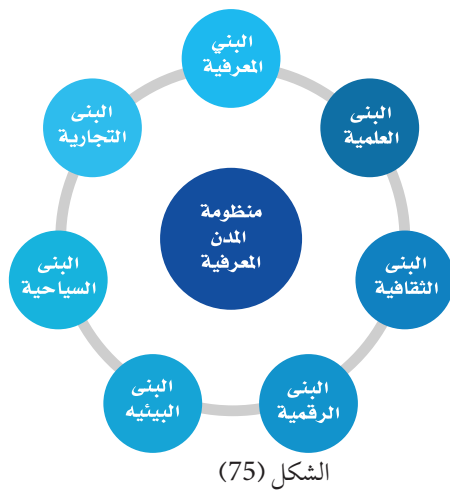 البني
المعرفية
البنى
العلمية
البنى
الثقافية
البنى
الرقمية
البنى
البيئيه
البنى
السياحية
البنى
التجارية
منظومة
المدن
المعرفية
الشكل (75)